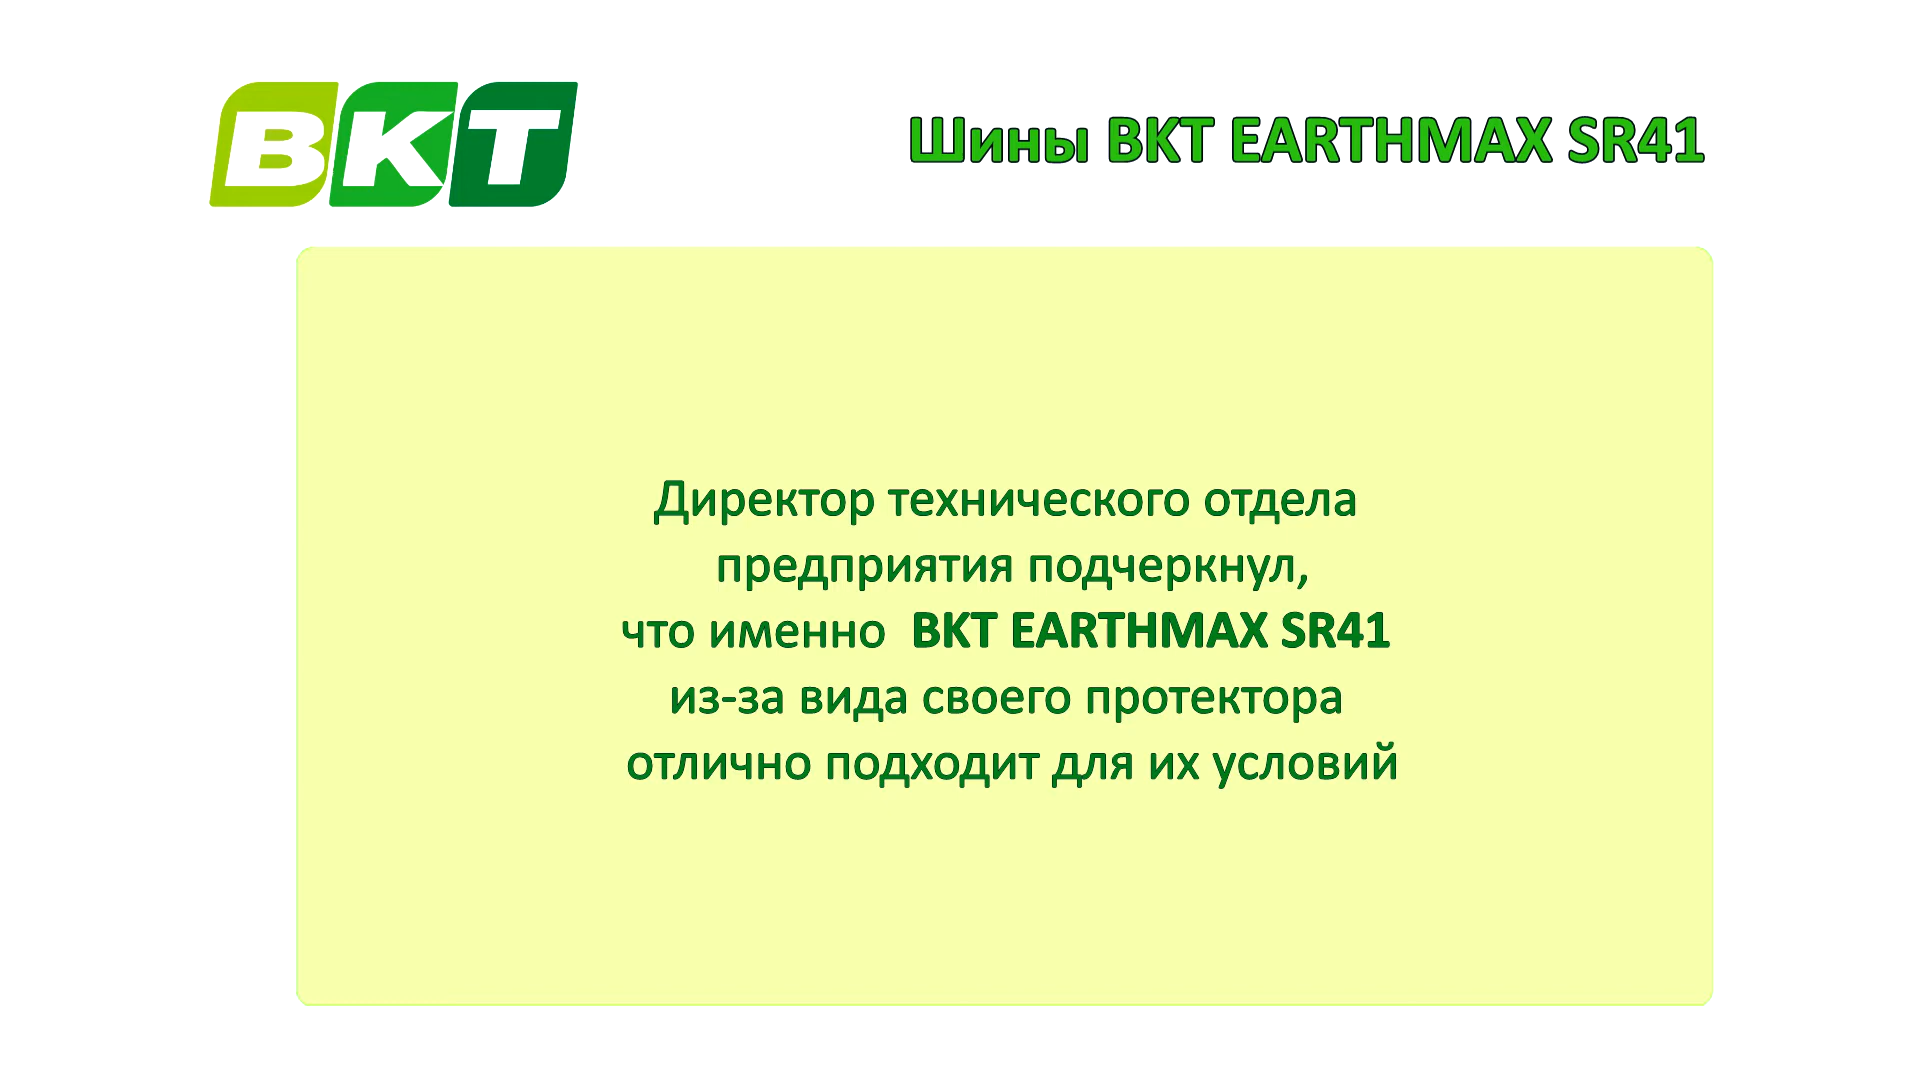 BKT
Шины BKT EARTHMAX SR41
Директор технического отдела
предприятия подчеркнул,
что именно BKT EARTHMAX SR41
из-за вида своего протектора
отлично подходит для их условий